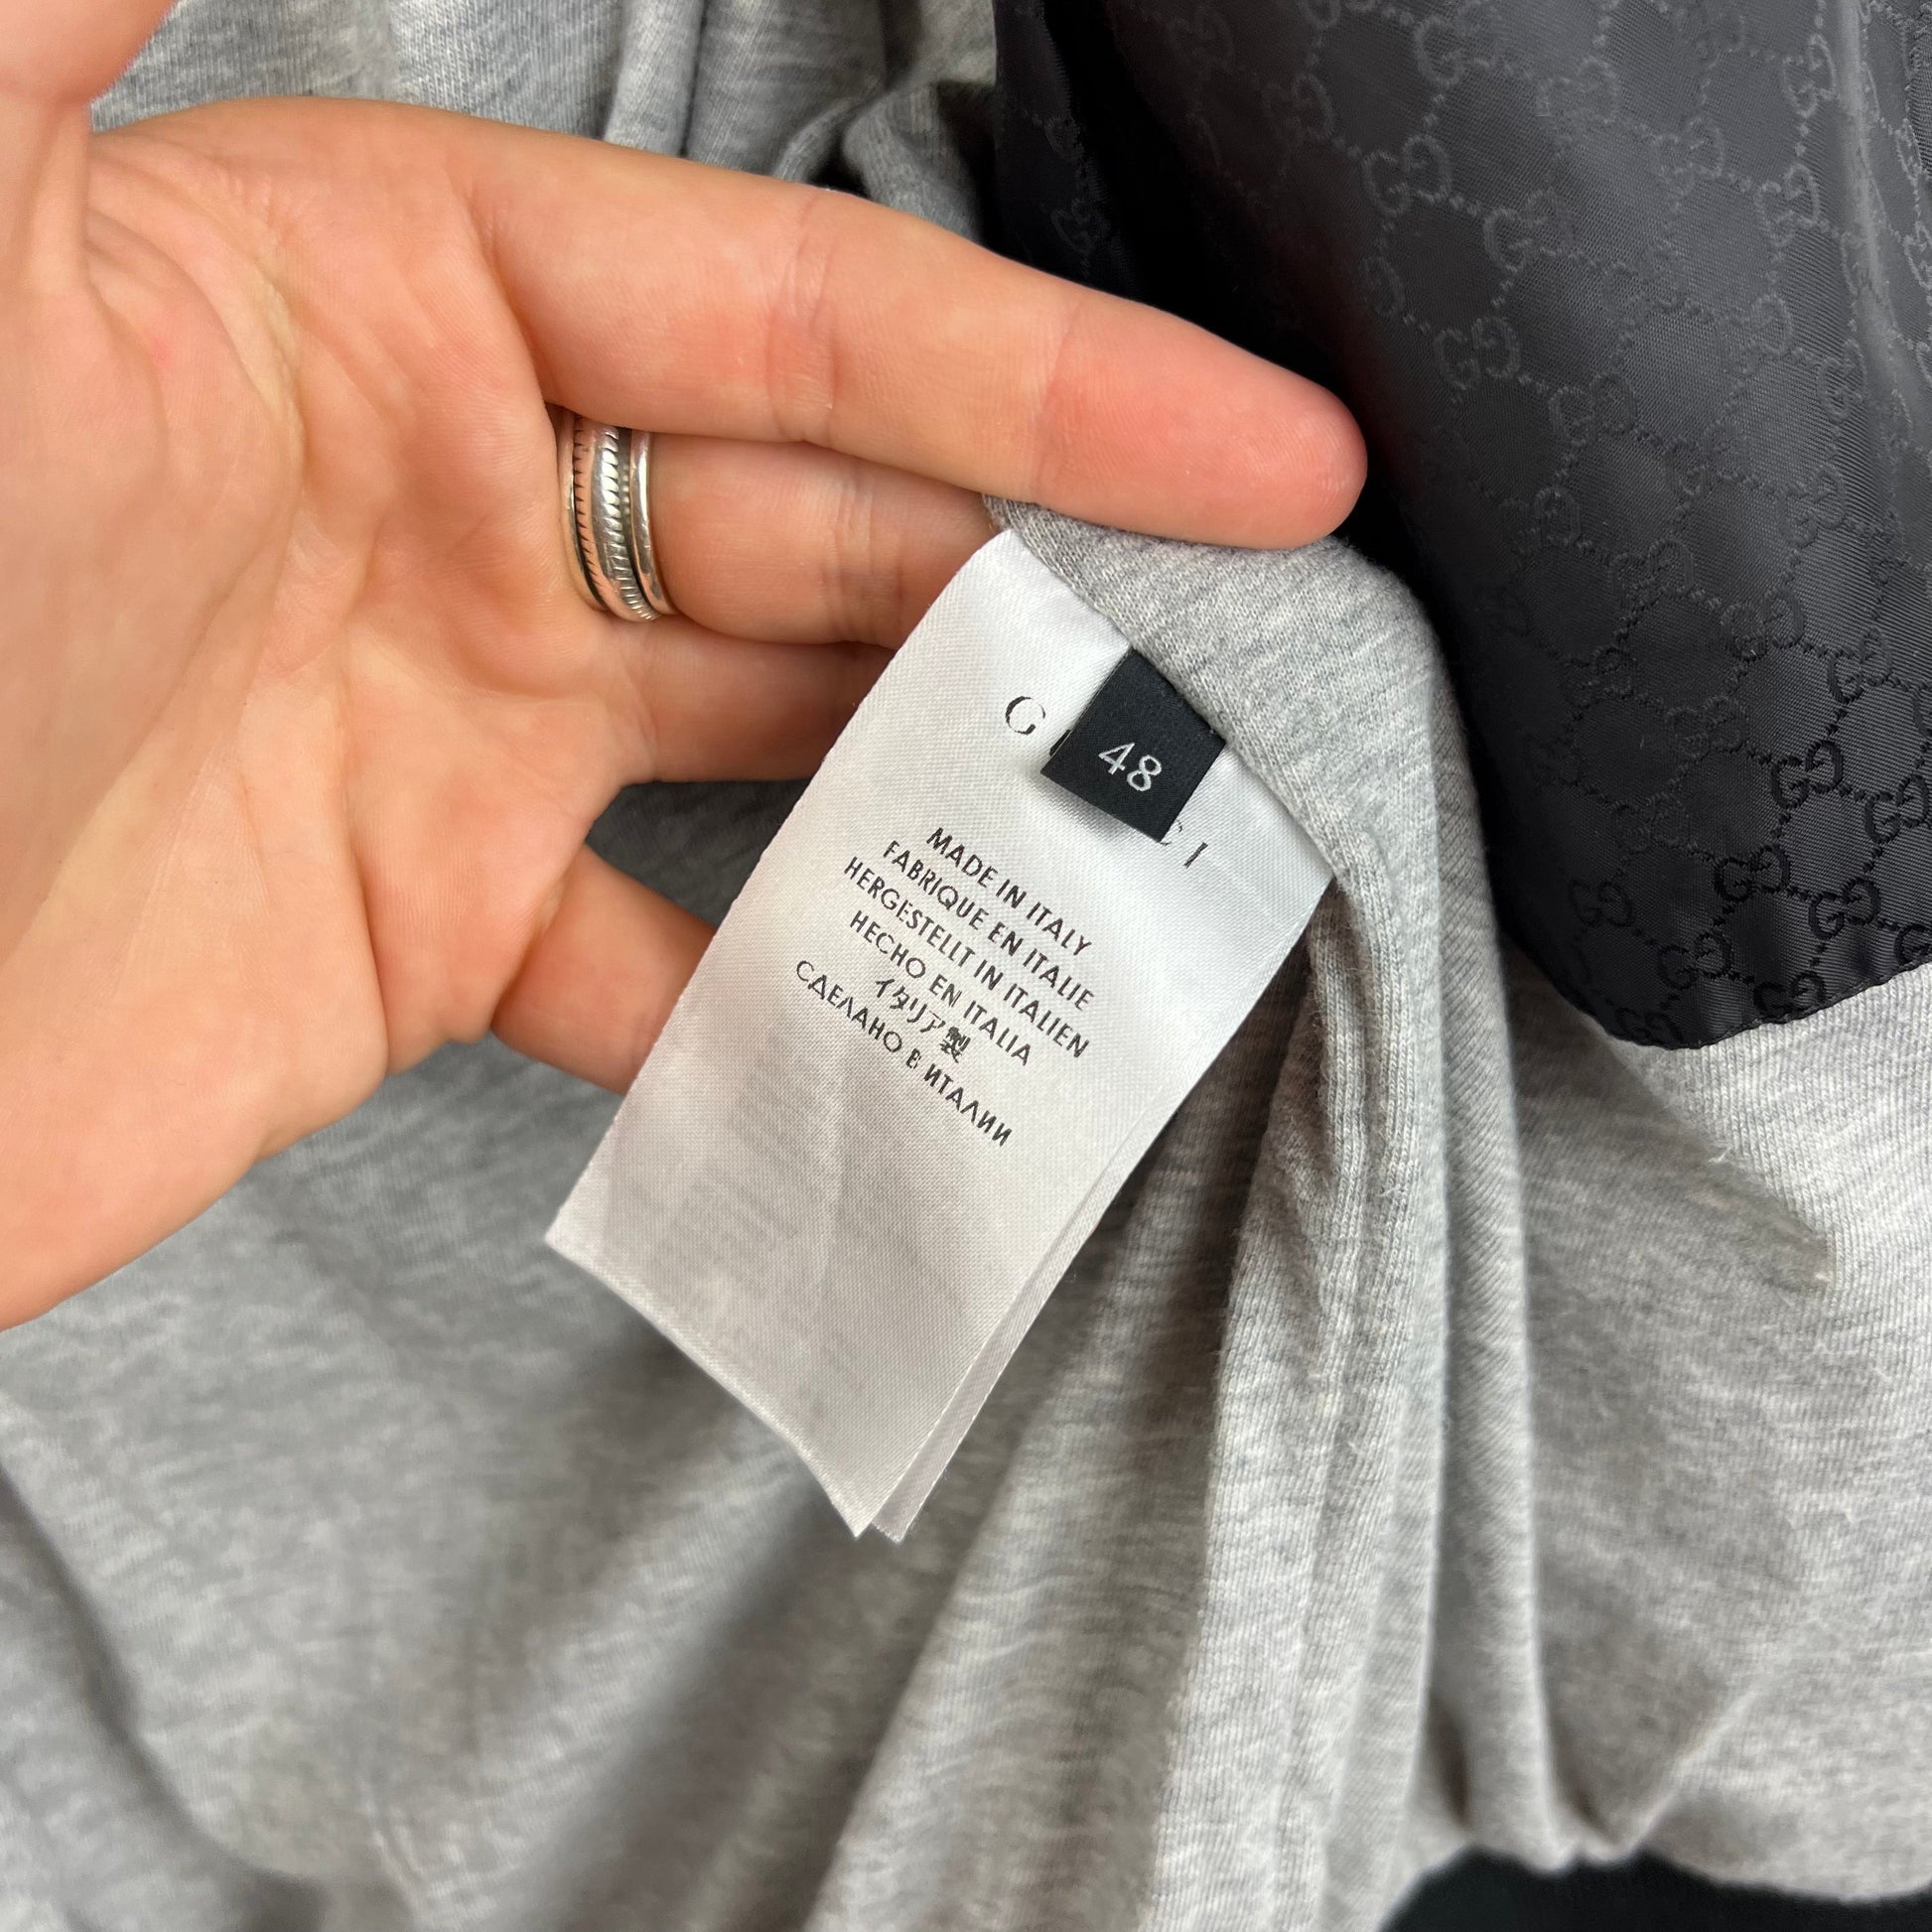 G CI
48
MADE IN ITALY
FABRIQUE EN ITALIE
HERGESTELLT IN ITALIEN
HECHO EN ITALIA
イタリア製
СДЕЛАНО В ИТАЛИИ